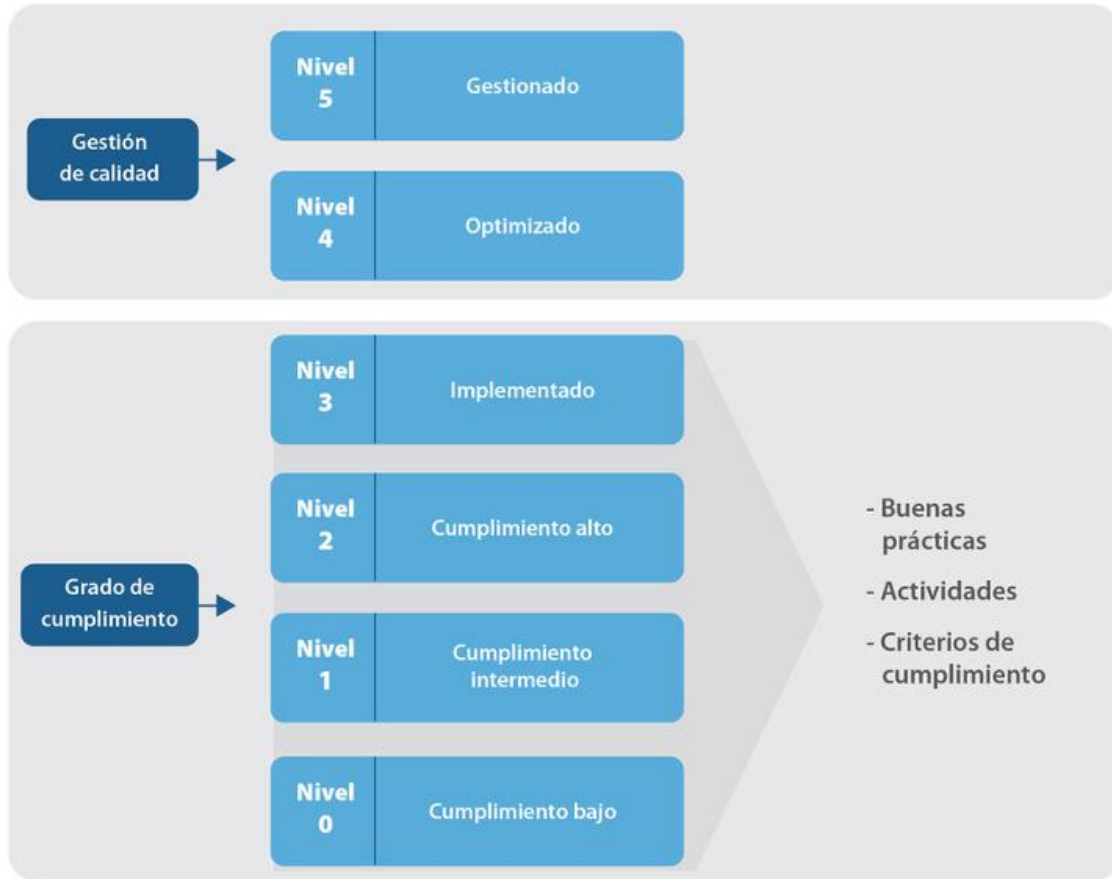 Nivel
5
Gestionado
Gestión
de calidad
Nivel
4
Optimizado
Nivel
3
Implementado
Nivel
2
Cumplimiento alto
Grado de
cumplimiento
Nivel
1
Cumplimiento
intermedio
Nivel
0
Cumplimiento bajo
- Buenas
prácticas
- Actividades
- Criterios de
cumplimiento